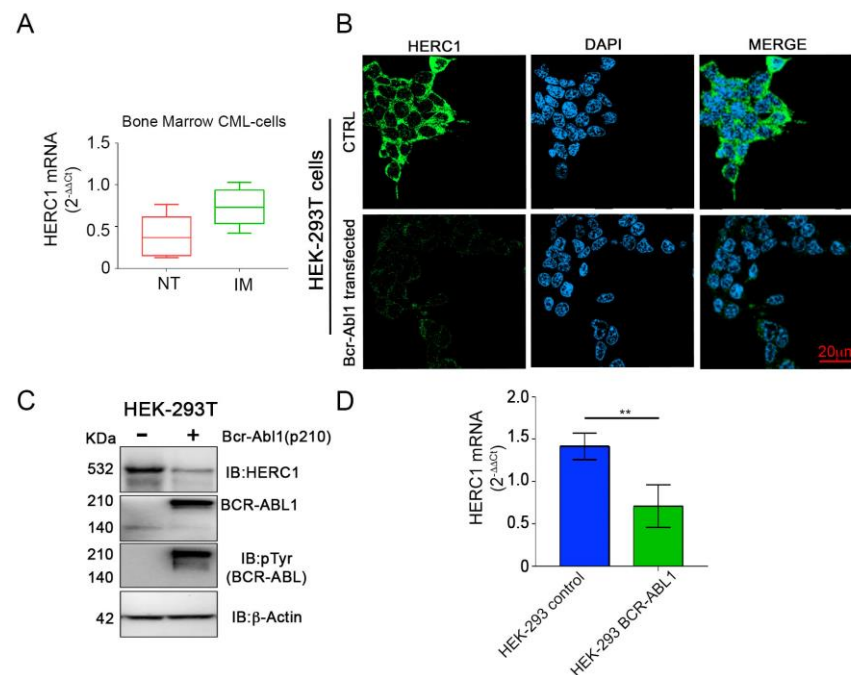 A
Bone Marrow CML-cells
HERC1 mRNA
(2-ΔΔCt)
1.5
1.0
0.5
0
NT
IM
B
HERC1
DAPI
MERGE
HEK-293T cells
CTRL
Bcr-Abl1 transfected
20μm
C
HEK-293T
KDa
-
+
Bcr-Abl1(p210)
532
IB:HERC1
210
BCR-ABL1
140
210
IB:pTyr
140
(BCR-ABL)
42
IB:β-Actin
D
HERC1 mRNA
(2-ΔΔCt)
2.0
1.5
1.0
0.5
0
**
HEK-293 control
HEK-293 BCR-ABL1